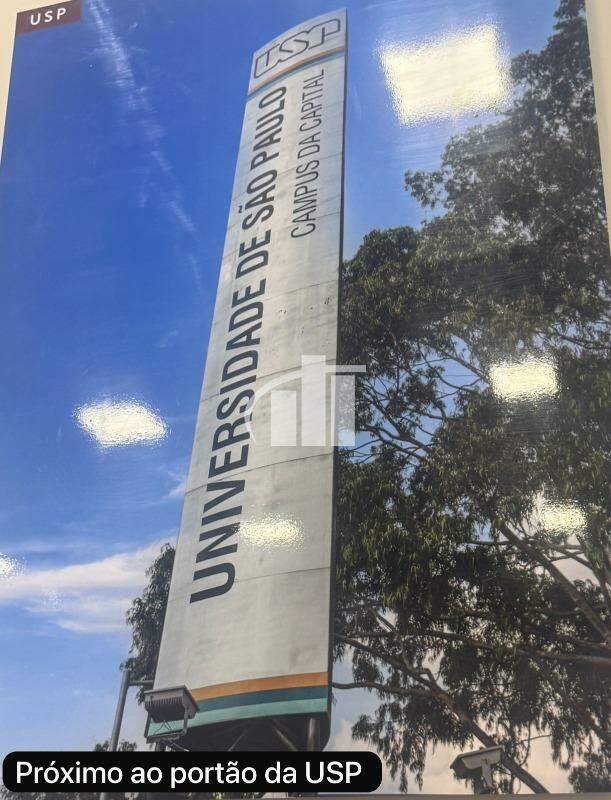 USP
USP
UNIVERSIDADE DE SÃO PAULO
CAMPUS DA CAPITAL
Próximo ao portão da USP